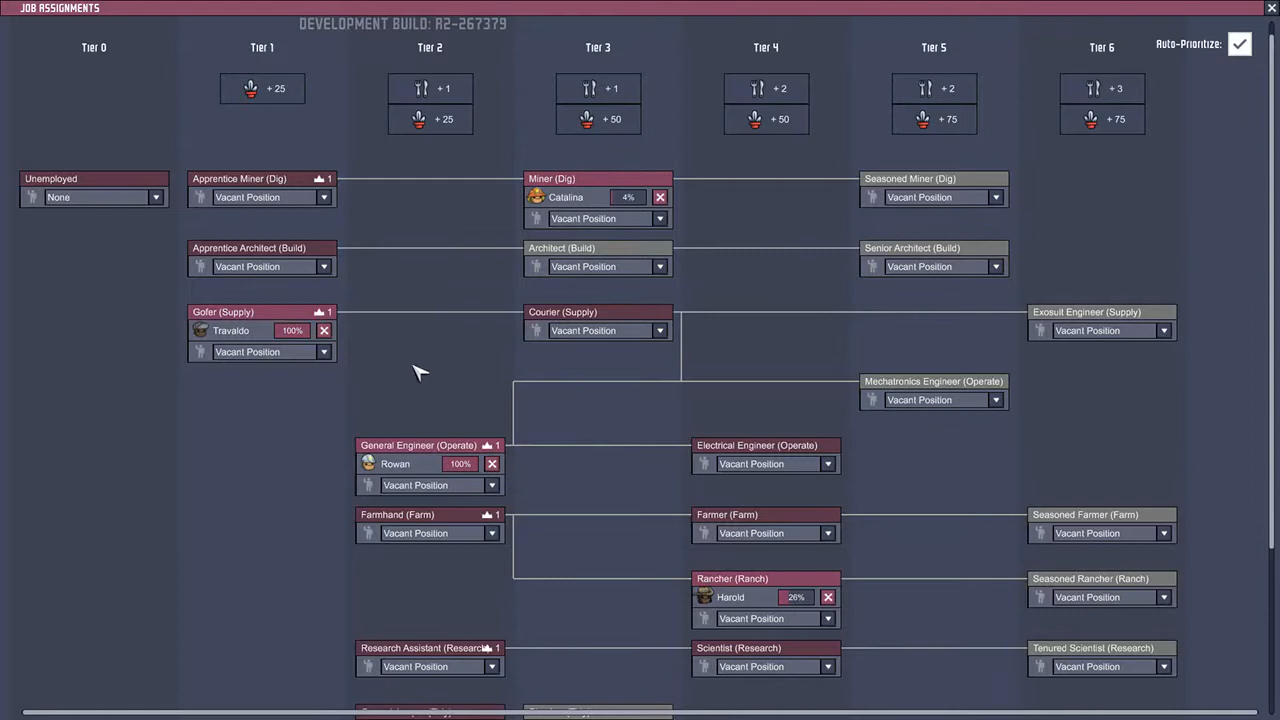 JOB ASSIGNMENTS
DEVELOPMENT BUILD: R2-267379
Tier 0 Tier 1 Tier 2 Tier 3 Tier 4 Tier 5 Tier 6
Auto-Prioritize:
+ 25 + 1 + 1 + 2 + 2 + 3
+ 25 + 50 + 50 + 75 + 75
Unemployed Apprentice Miner (Dig) 1 Miner (Dig) Seasoned Miner (Dig)
None Vacant Position Catalina 4% Vacant Position
Vacant Position
Apprentice Architect (Build) Architect (Build) Senior Architect (Build)
Vacant Position Vacant Position Vacant Position
Gofer (Supply) 1 Courier (Supply) Exosuit Engineer (Supply)
Travaldo 100% Vacant Position Vacant Position
Vacant Position
Mechatronics Engineer (Operate)
Vacant Position
General Engineer (Operate) 1 Electrical Engineer (Operate)
Rowan 100% Vacant Position
Vacant Position
Farmhand (Farm) 1 Farmer (Farm) Seasoned Farmer (Farm)
Vacant Position Vacant Position Vacant Position
Rancher (Ranch) Seasoned Rancher (Ranch)
Harold 26% Vacant Position
Vacant Position
Research Assistant (Research 1 Scientist (Research) Tenured Scientist (Research)
Vacant Position Vacant Position Vacant Position